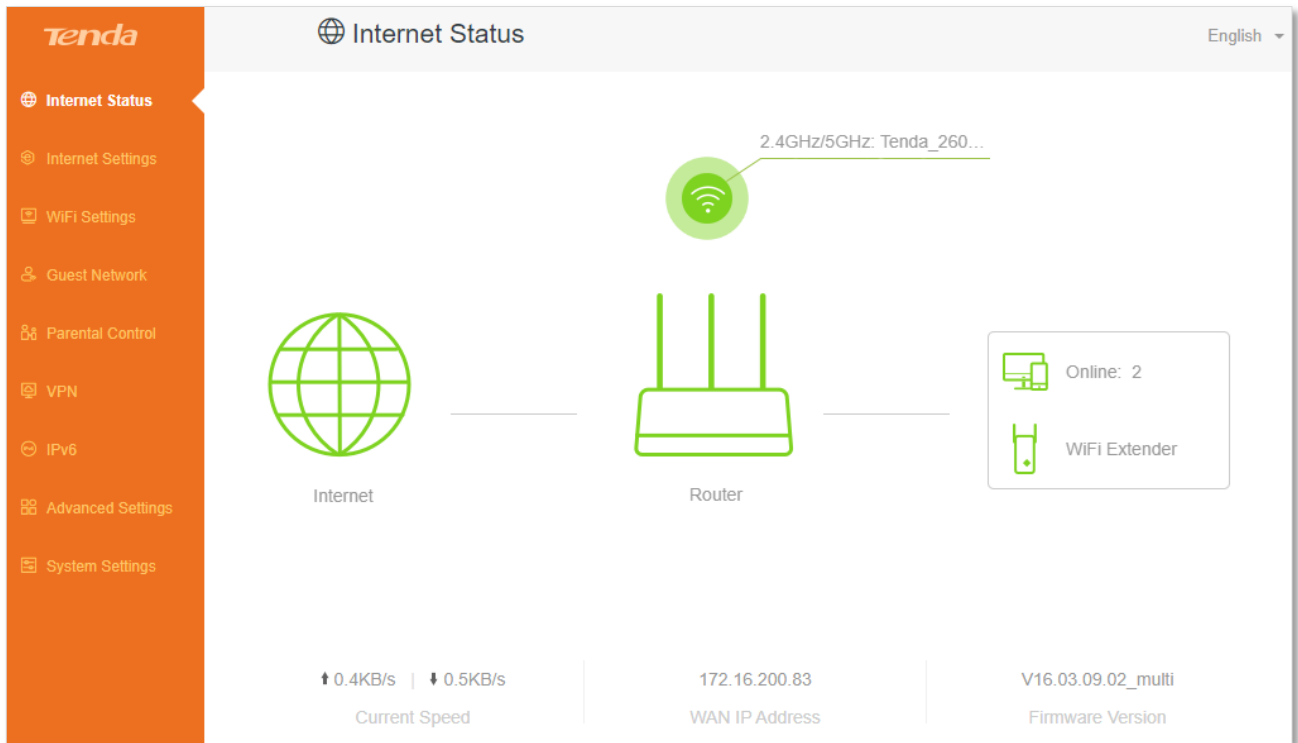 Tenda
Internet Status
English
Internet Status
Internet Settings
WiFi Settings
Guest Network
Parental Control
VPN
IPv6
Advanced Settings
System Settings
2.4GHz/5GHz: Tenda_260...
Online: 2
WiFi Extender
Internet
Router
0.4KB/s | 0.5KB/s
Current Speed
172.16.200.83
WAN IP Address
V16.03.09.02_multi
Firmware Version